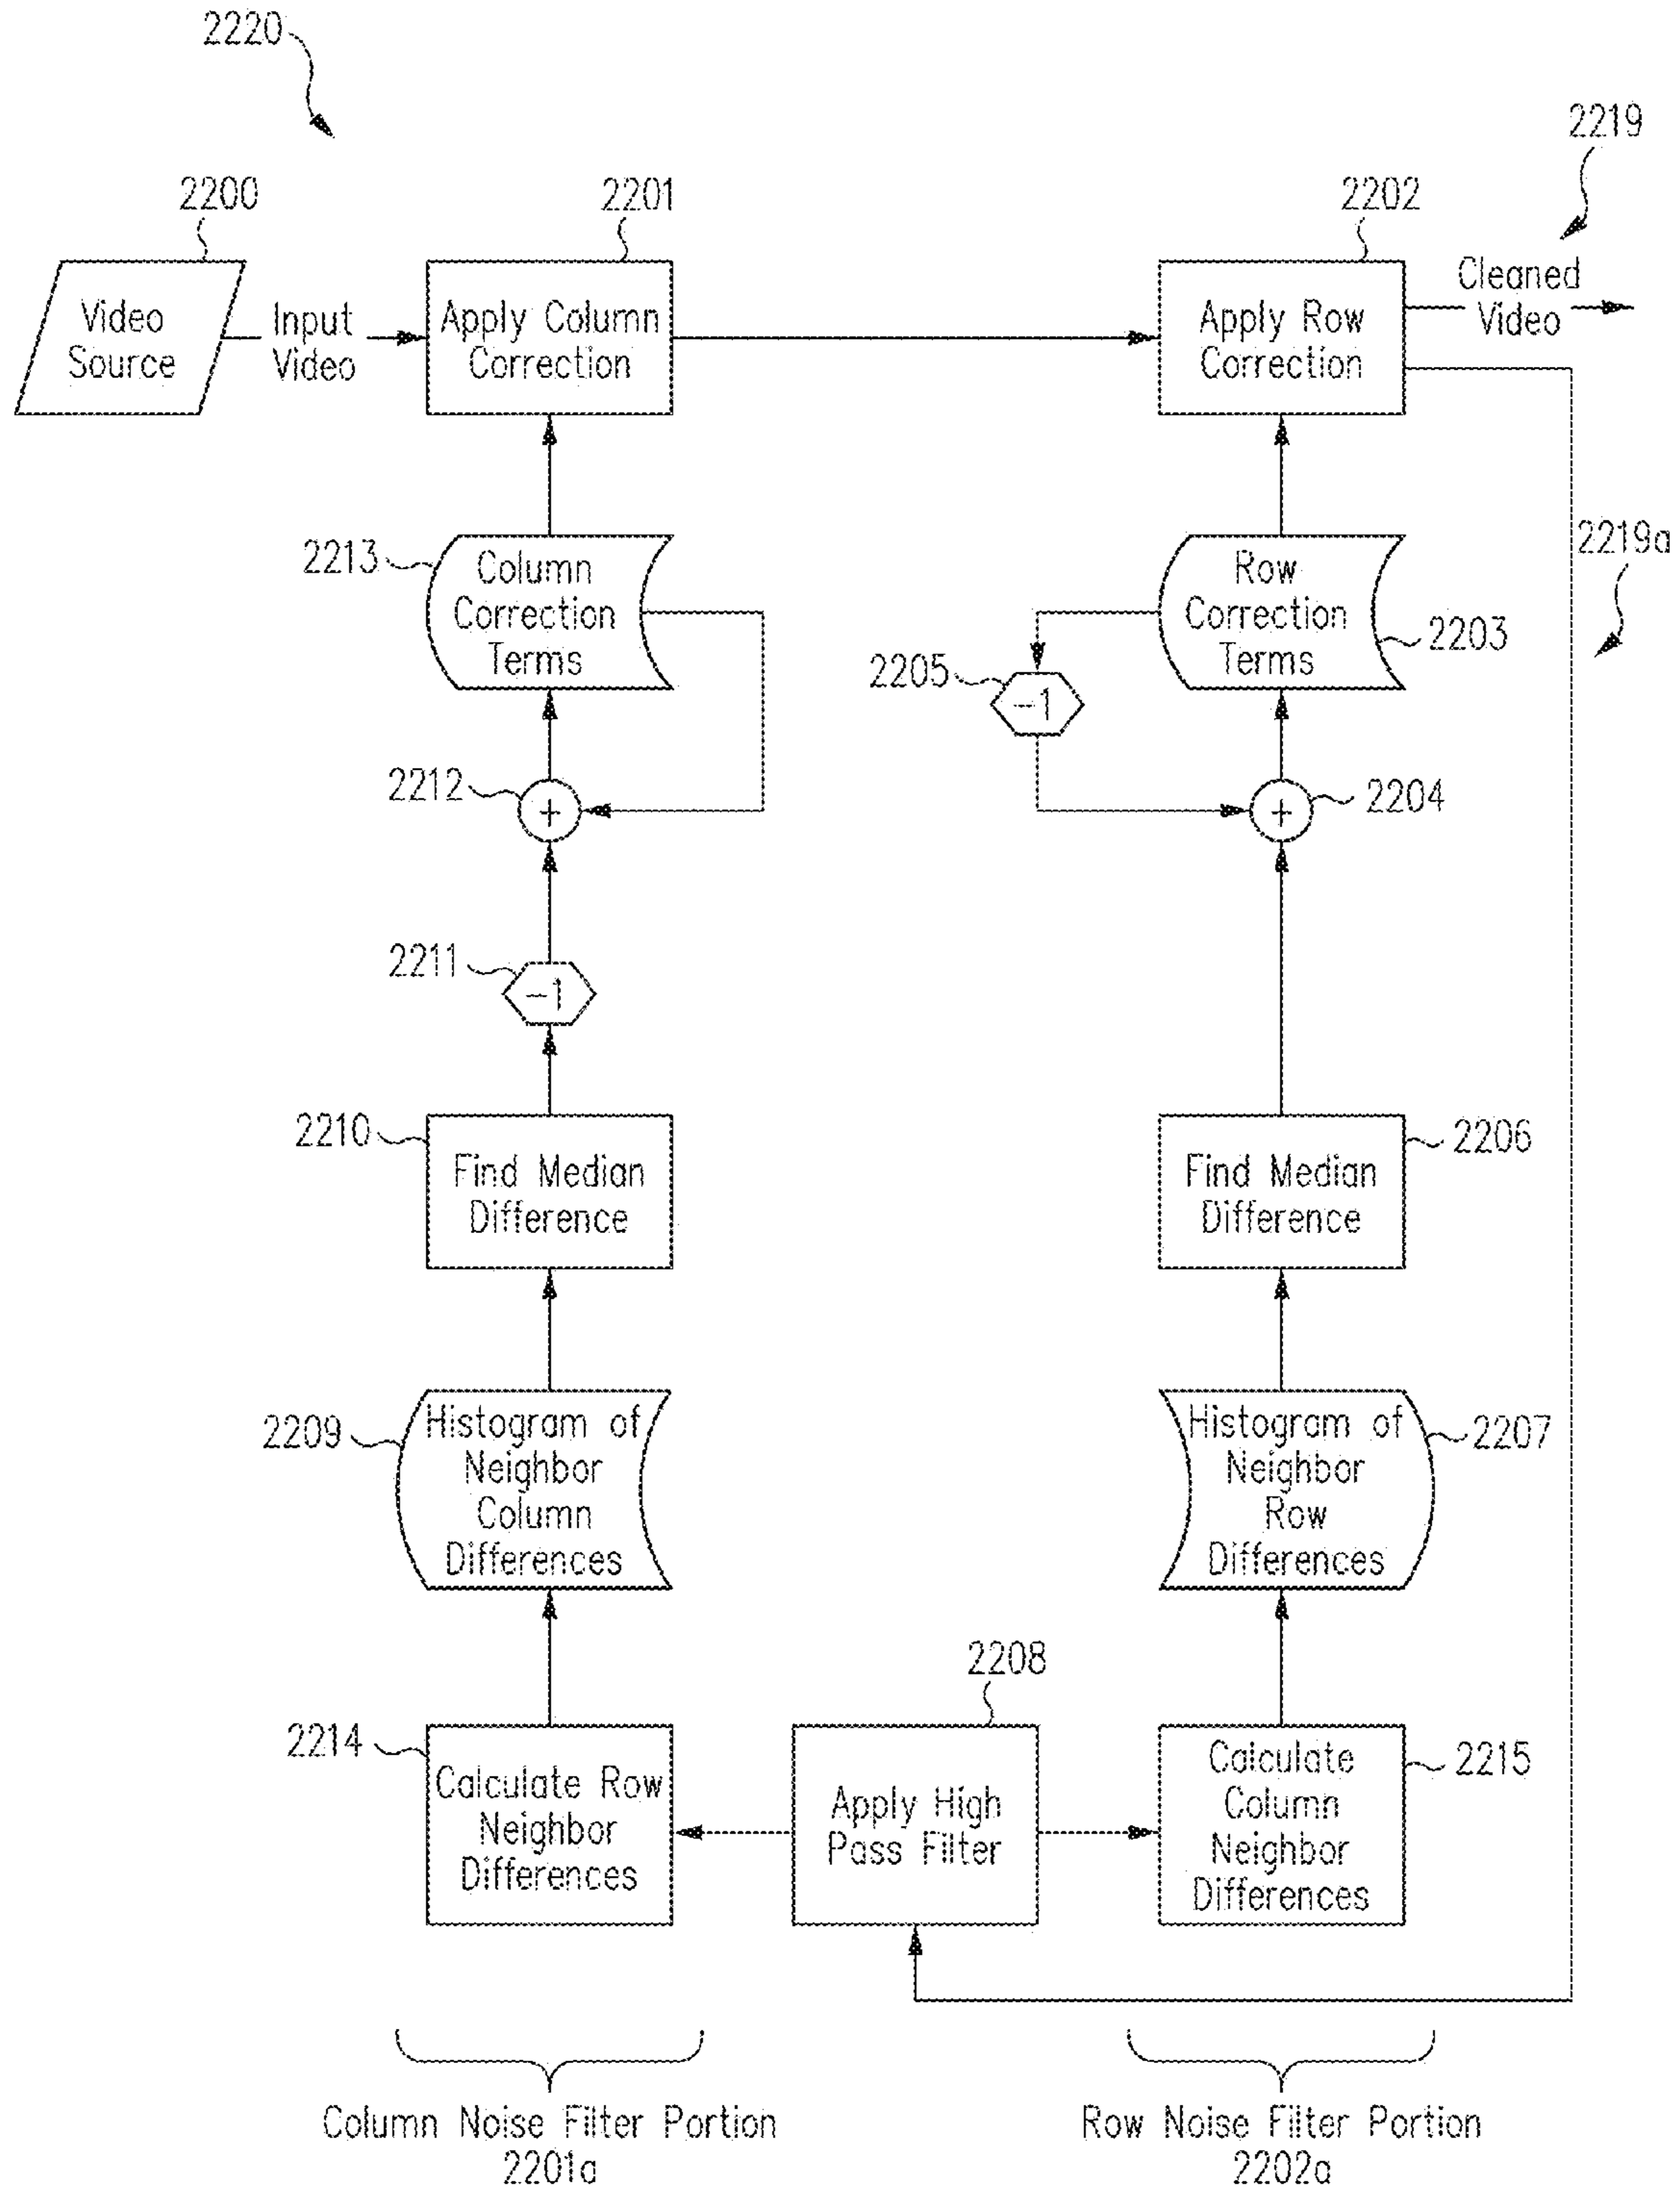 2220
2219
2200
2201
2202
Video
Source
Input
Video
Apply Column
Correction
Apply Row
Correction
Cleaned
Video
2219a
2213
Column
Correction
Terms
Row
Correction
Terms
2203
2205
-1
2212
+
+
2204
2211
-1
2210
Find Median
Difference
Find Median
Difference
2206
2209
Histogram of
Neighbor
Column
Differences
Histogram of
Neighbor
Row
Differences
2207
2208
2214
Calculate Row
Neighbor
Differences
Apply High
Pass Filter
Calculate
Column
Neighbor
Differences
2215
Column Noise Filter Portion
2201a
Row Noise Filter Portion
2202a